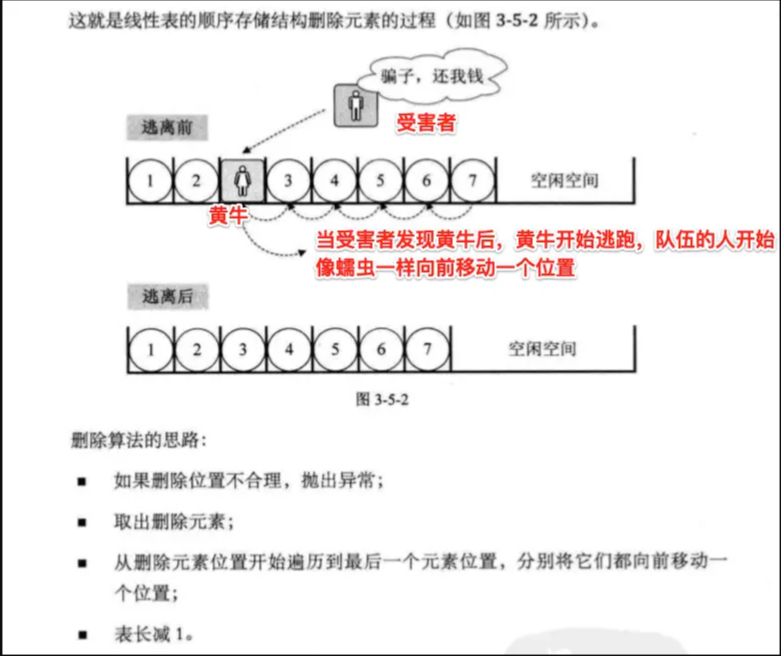 这就是线性表的顺序存储结构删除元素的过程（如图 3-5-2 所示）。
骗子，还我钱
受害者
逃离前
1 2 3 4 5 6 7 空闲空间
黄牛
当受害者发现黄牛后，黄牛开始逃跑，队伍的人开始
像蠕虫一样向前移动一个位置
逃离后
1 2 3 4 5 6 7 空闲空间
图 3-5-2
删除算法的思路：
■ 如果删除位置不合理，抛出异常；
■ 取出删除元素；
■ 从删除元素位置开始遍历到最后一个元素位置，分别将它们都向前移动一
个位置；
■ 表长减 1。